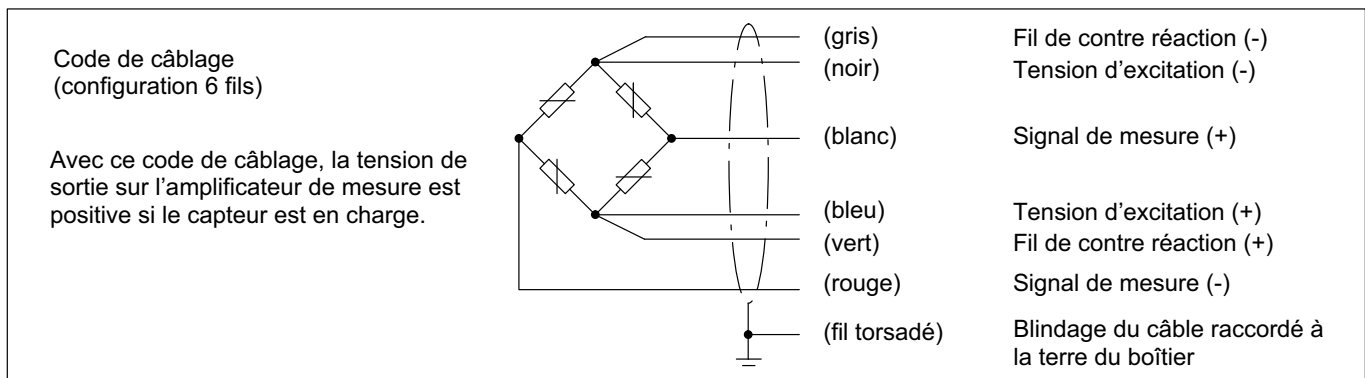 Code de câblage
(configuration 6 fils)
Avec ce code de câblage, la tension de
sortie sur l'amplificateur de mesure est
positive si le capteur est en charge.
(gris) Fil de contre réaction (-)
(noir) Tension d'excitation (-)
(blanc) Signal de mesure (+)
(bleu) Tension d'excitation (+)
(vert) Fil de contre réaction (+)
(rouge) Signal de mesure (-)
(fil torsadé) Blindage du câble raccordé à
la terre du boîtier